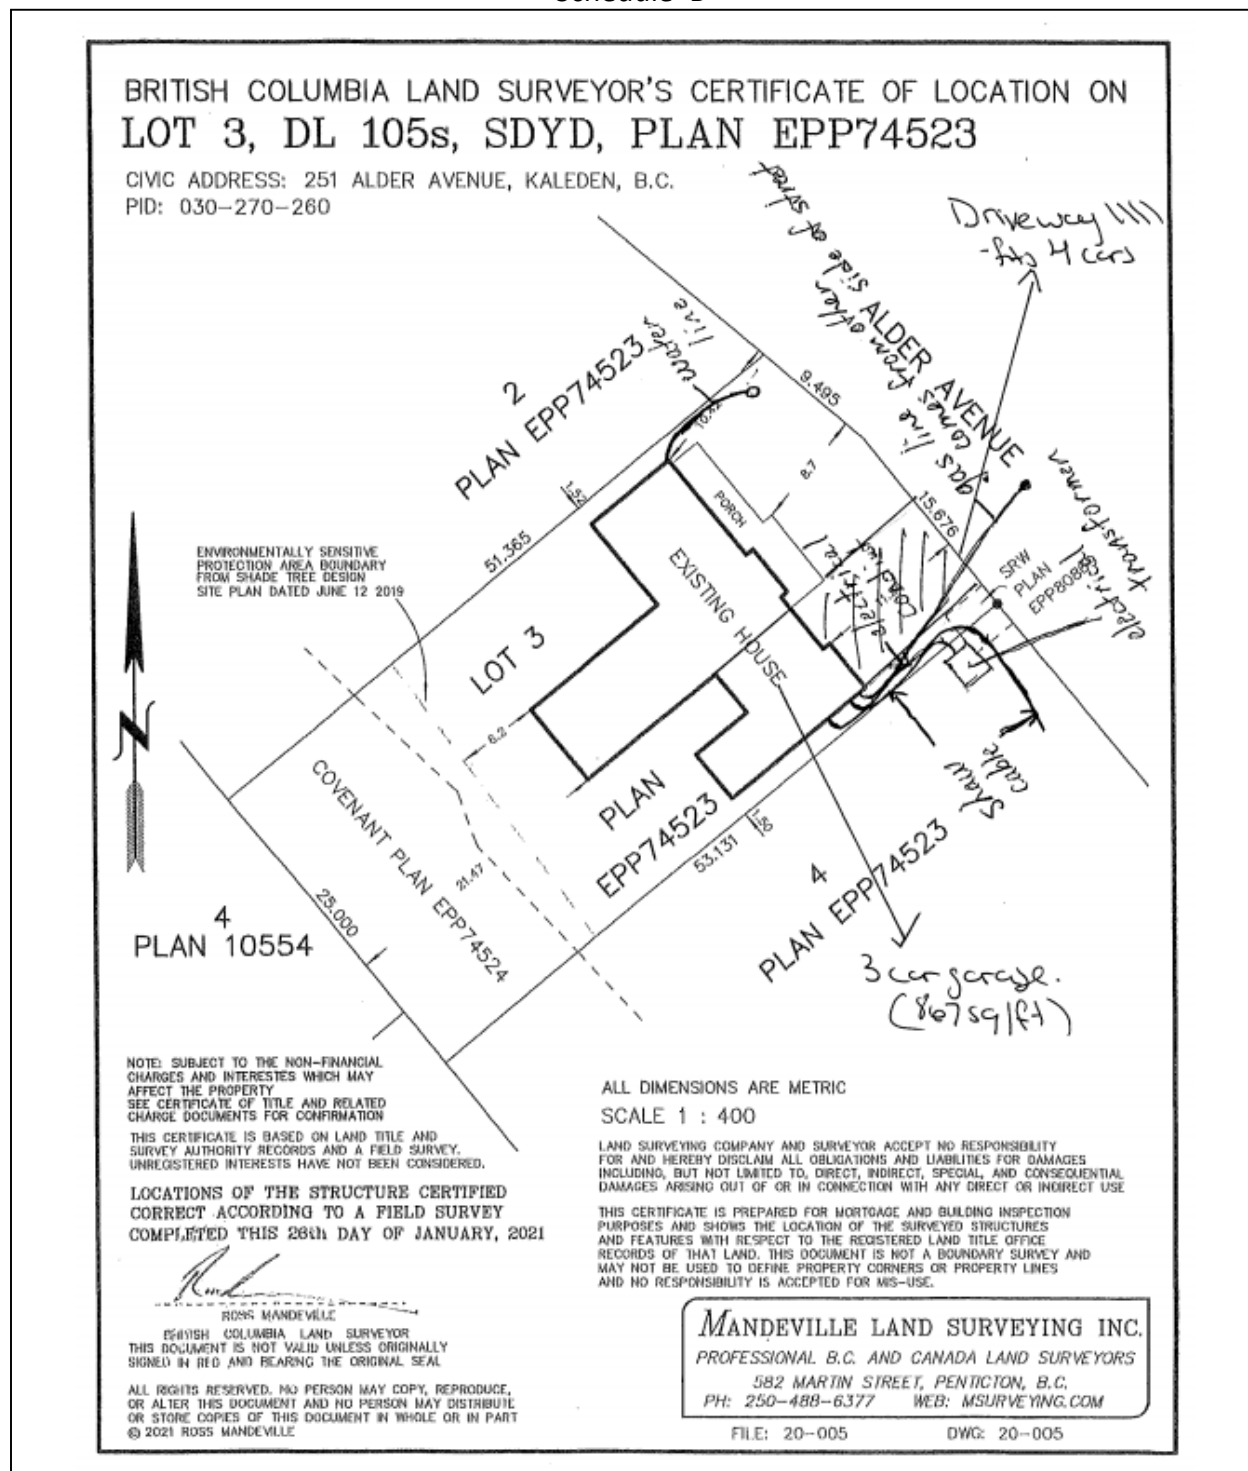 BRITISH COLUMBIA LAND SURVEYOR'S CERTIFICATE OF LOCATION ON
LOT 3, DL 105s, SDYD, PLAN EPP74523
CIVIC ADDRESS: 251 ALDER AVENUE, KALEDEN, B.C.
PID: 030-270-260
Driveway
-fits 4 cars
gas line
comes from other
side of street
ALDER AVENUE
water
line
2
PLAN EPP74523
9.495
8.7
1.52
PORCH
15.676
51.365
ENVIRONMENTALLY SENSITIVE
PROTECTION AREA BOUNDARY
FROM SHADE TREE DESIGN
SITE PLAN DATED JUNE 12 2019
EXISTING HOUSE
electrical
conduit
SRW
PLAN
electrical
transformer
LOT 3
6.2
PLAN
EPP74523
1.50
53.131
Shaw
cable
COVENANT PLAN EPP74524
21.47
25.000
4
PLAN EPP74523
4
PLAN 10554
N
3 car garage.
(867 sq/ft)
NOTE: SUBJECT TO THE NON-FINANCIAL
CHARGES AND INTERESTES WHICH MAY
AFFECT THE PROPERTY
SEE CERTIFICATE OF TITLE AND RELATED
CHARGE DOCUMENTS FOR CONFIRMATION
THIS CERTIFICATE IS BASED ON LAND TITLE AND
SURVEY AUTHORITY RECORDS AND A FIELD SURVEY.
UNREGISTERED INTERESTS HAVE NOT BEEN CONSIDERED.
LOCATIONS OF THE STRUCTURE CERTIFIED
CORRECT ACCORDING TO A FIELD SURVEY
COMPLETED THIS 26th DAY OF JANUARY, 2021
ROSS MANDEVILLE
BRITISH COLUMBIA LAND SURVEYOR
THIS DOCUMENT IS NOT VALID UNLESS ORIGINALLY
SIGNED IN RED AND BEARING THE ORIGINAL SEAL
ALL RIGHTS RESERVED. NO PERSON MAY COPY, REPRODUCE,
OR ALTER THIS DOCUMENT AND NO PERSON MAY DISTRIBUTE
OR STORE COPIES OF THIS DOCUMENT IN WHOLE OR IN PART
© 2021 ROSS MANDEVILLE
ALL DIMENSIONS ARE METRIC
SCALE 1 : 400
LAND SURVEYING COMPANY AND SURVEYOR ACCEPT NO RESPONSIBILITY
FOR AND HEREBY DISCLAIM ALL OBLIGATIONS AND LIABILITIES FOR DAMAGES
INCLUDING, BUT NOT LIMITED TO, DIRECT, INDIRECT, SPECIAL, AND CONSEQUENTIAL
DAMAGES ARISING OUT OF OR IN CONNECTION WITH ANY DIRECT OR INDIRECT USE
THIS CERTIFICATE IS PREPARED FOR MORTGAGE AND BUILDING INSPECTION
PURPOSES AND SHOWS THE LOCATION OF THE SURVEYED STRUCTURES
AND FEATURES WITH RESPECT TO THE REGISTERED LAND TITLE OFFICE
RECORDS OF THAT LAND. THIS DOCUMENT IS NOT A BOUNDARY SURVEY AND
MAY NOT BE USED TO DEFINE PROPERTY CORNERS OR PROPERTY LINES
AND NO RESPONSIBILITY IS ACCEPTED FOR MIS-USE.
MANDEVILLE LAND SURVEYING INC.
PROFESSIONAL B.C. AND CANADA LAND SURVEYORS
582 MARTIN STREET, PENTICTON, B.C.
PH: 250-488-6377 WEB: MSURVEYING.COM
FILE: 20-005 DWG: 20-005